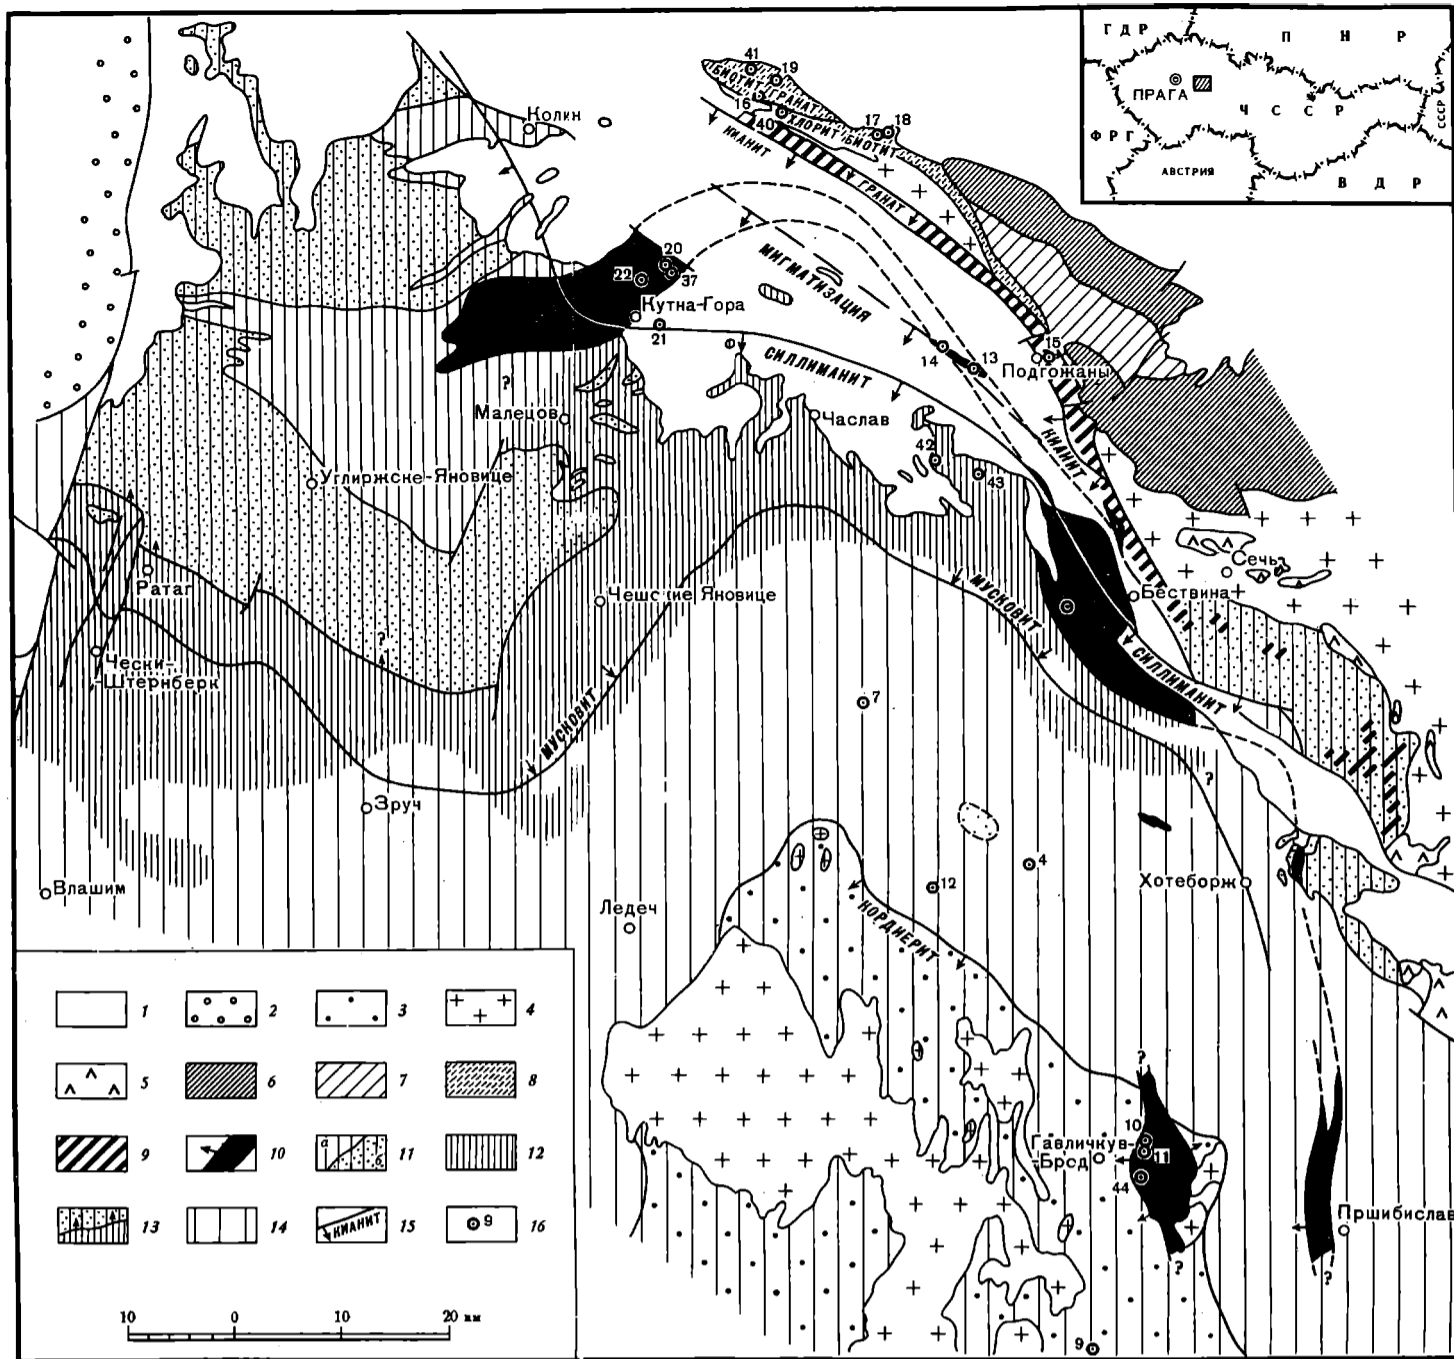 ГДР
ПНР
ПРАГА
ЧССР
СССР
ФРГ
АВСТРИЯ
ВДР
41
19
БИОТИТ
ГРАНАТ
16
40
ХЛОРИТ
БИОТИТ
17
18
КИАНИТ
ГРАНАТ
Колин
20
22
37
МИГМАТИЗАЦИЯ
Кутна-Гора
21
Ф
СИЛЛИМАНИТ
14
13
15
Подгожаны
?
Малецов
Часлав
КИАНИТ
42
43
Углиржске-Яновице
Сечь
Ратаг
Чешские Яновице
Бествина
МУСКОВИТ
?
Чески-
Штернберк
СИЛЛИМАНИТ
7
МУСКОВИТ
?
Зруч
4
12
Хотеборж
Влашим
Ледеч
КОРДИЕРИТ
?
10
Гавличкув-
-Брод
11
44
?
Пршибислав
?
9
1
2
3
4
5
6
7
8
9
10
а
б
11
12
13
14
КИАНИТ
15
9
16
10
0
10
20 км